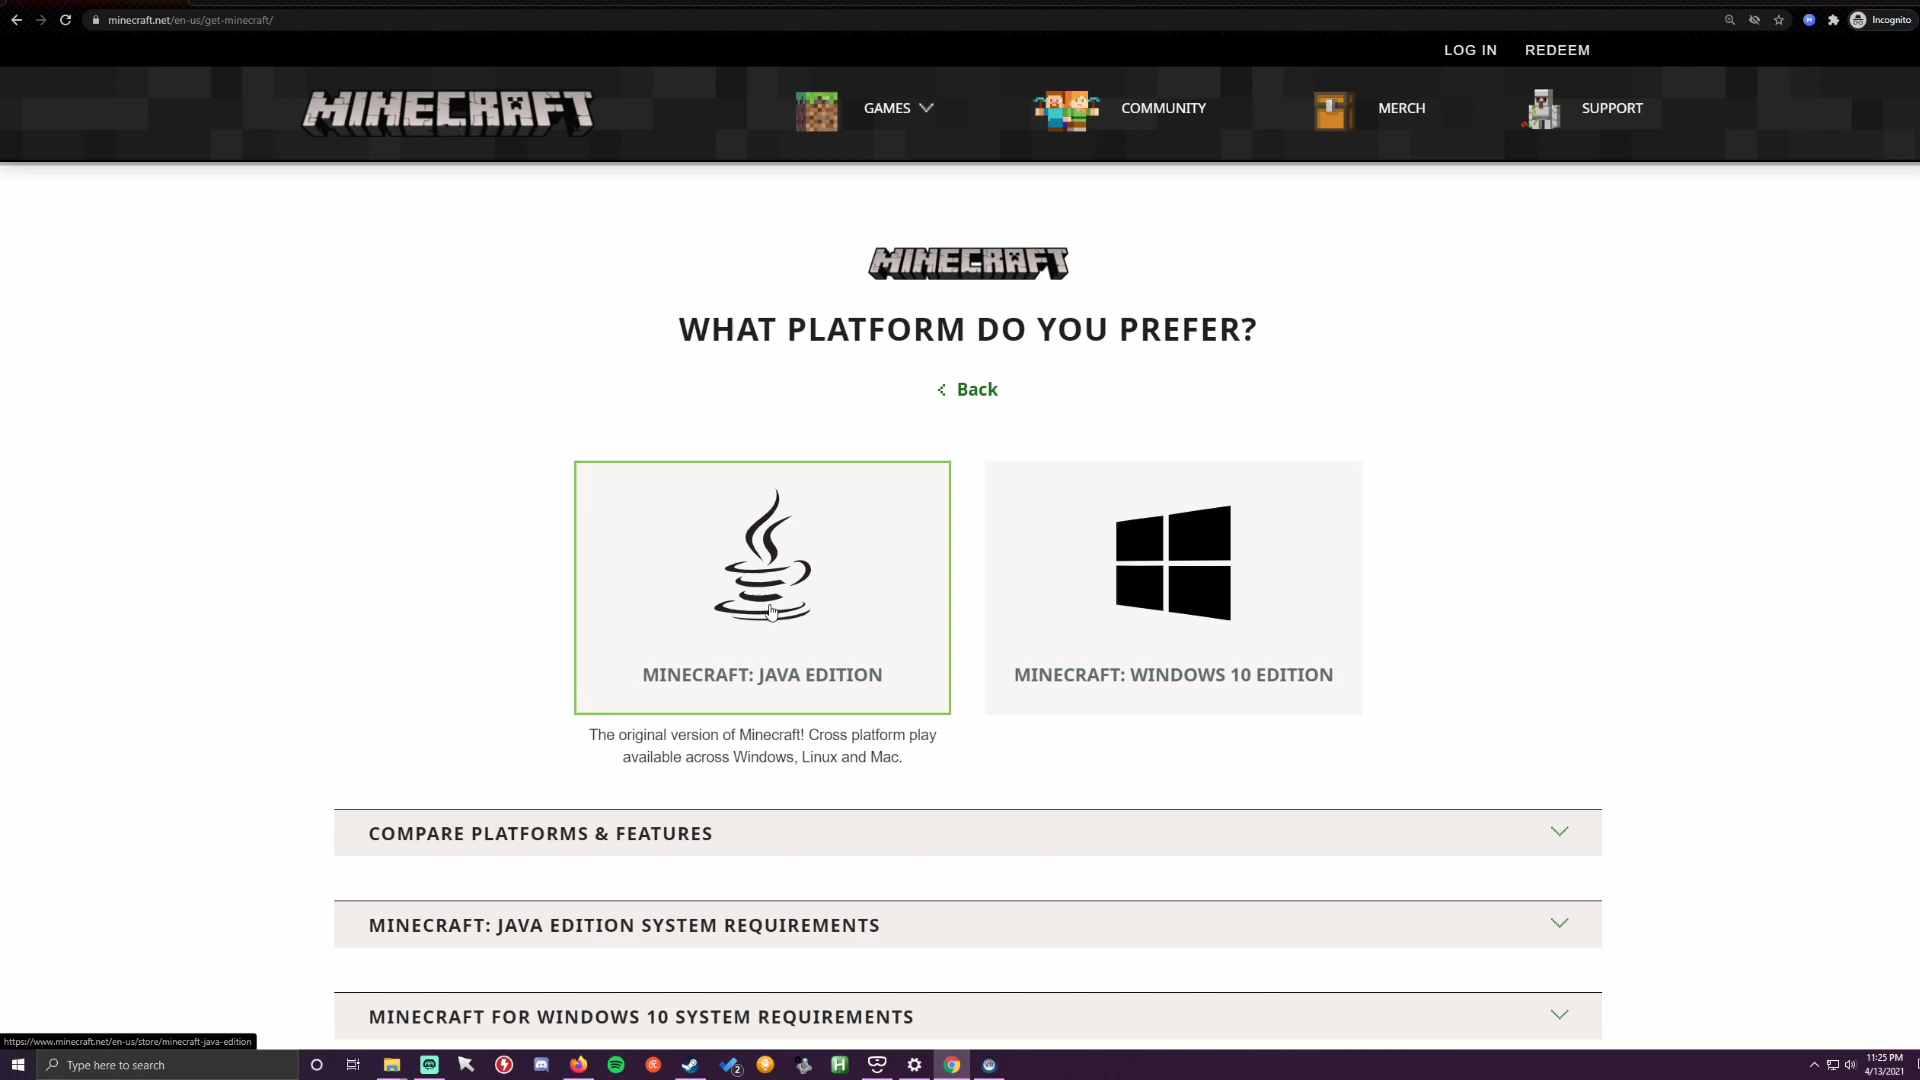 minecraft.net/en-us/get-minecraft/
Incognito
LOG IN REDEEM
MINECRAFT GAMES COMMUNITY MERCH SUPPORT
MINECRAFT
WHAT PLATFORM DO YOU PREFER?
< Back
MINECRAFT: JAVA EDITION MINECRAFT: WINDOWS 10 EDITION
The original version of Minecraft! Cross platform play
available across Windows, Linux and Mac.
COMPARE PLATFORMS & FEATURES
MINECRAFT: JAVA EDITION SYSTEM REQUIREMENTS
MINECRAFT FOR WINDOWS 10 SYSTEM REQUIREMENTS
https://www.minecraft.net/en-us/store/minecraft-java-edition
Type here to search
2
11:25 PM
4/13/2021